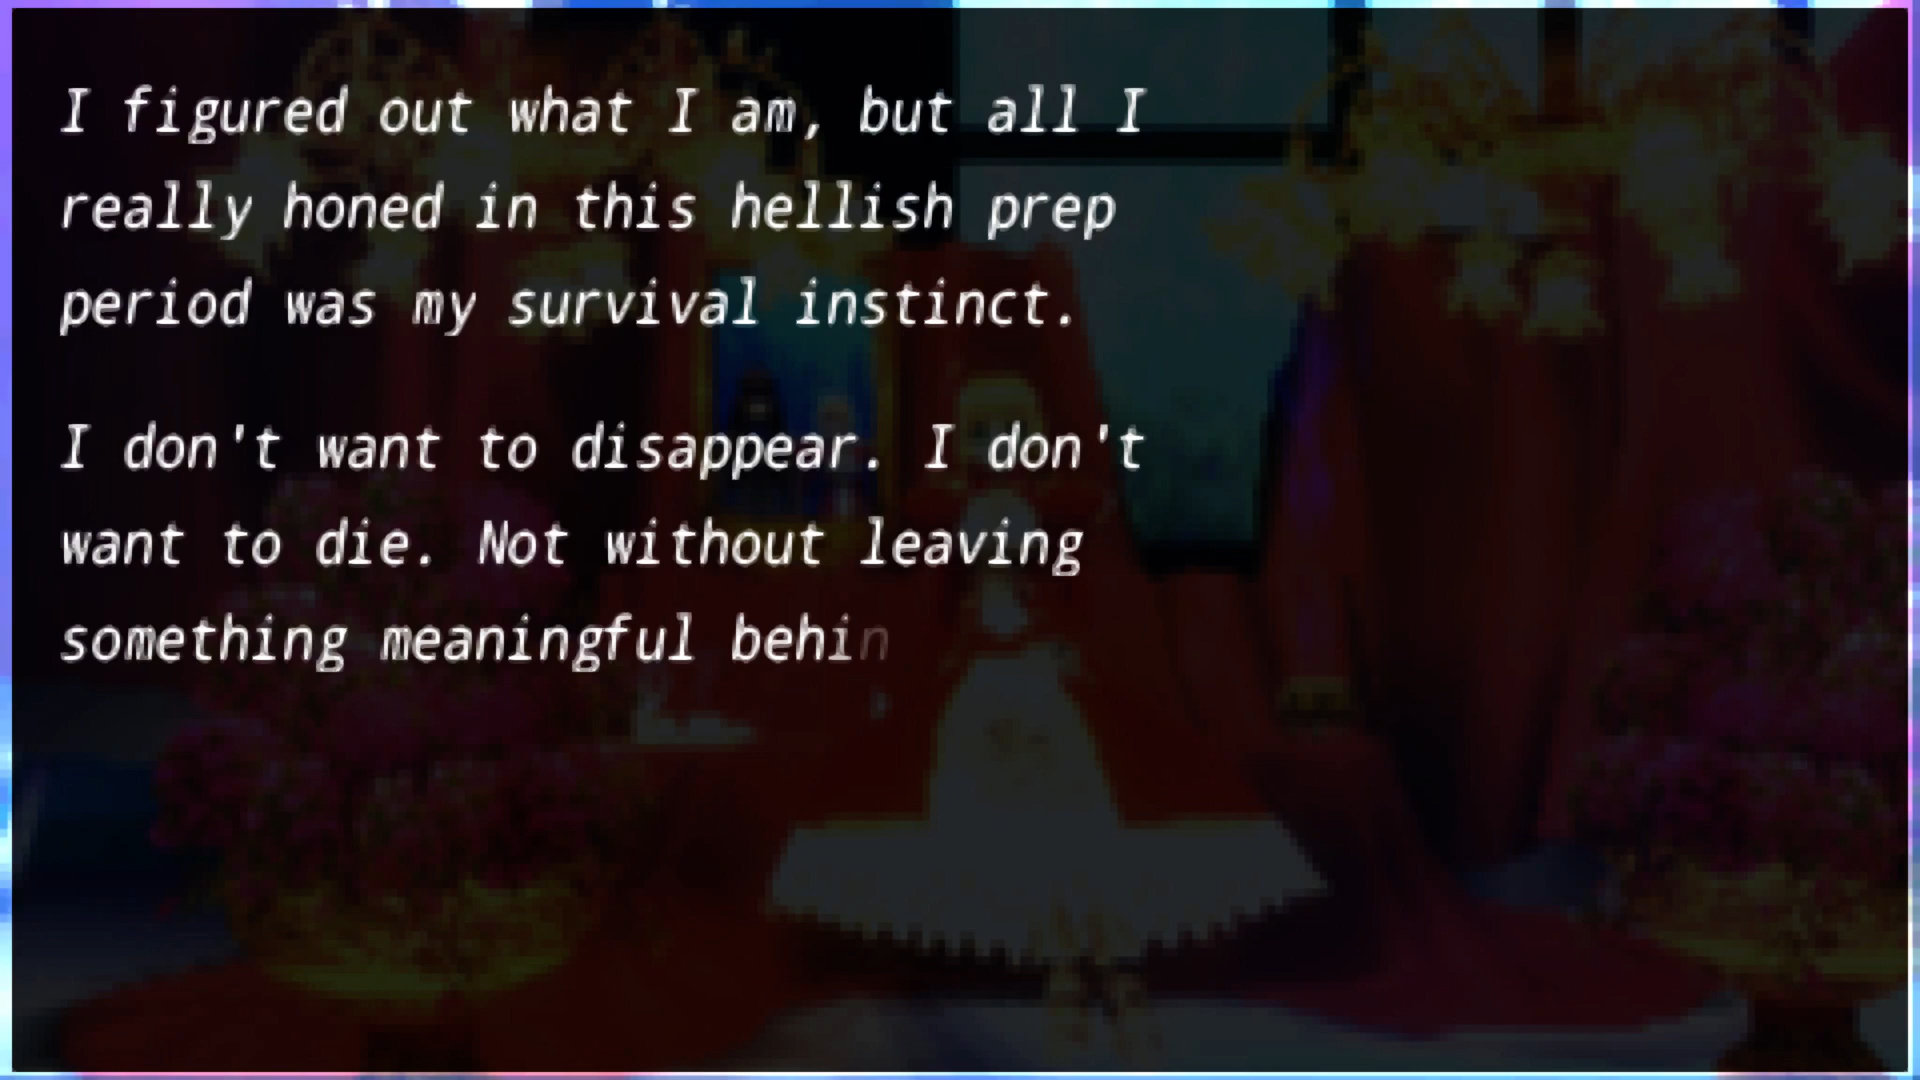 I figured out what I am, but all I
really honed in this hellish prep
period was my survival instinct.
I don't want to disappear. I don't
want to die. Not without leaving
something meaningful behin